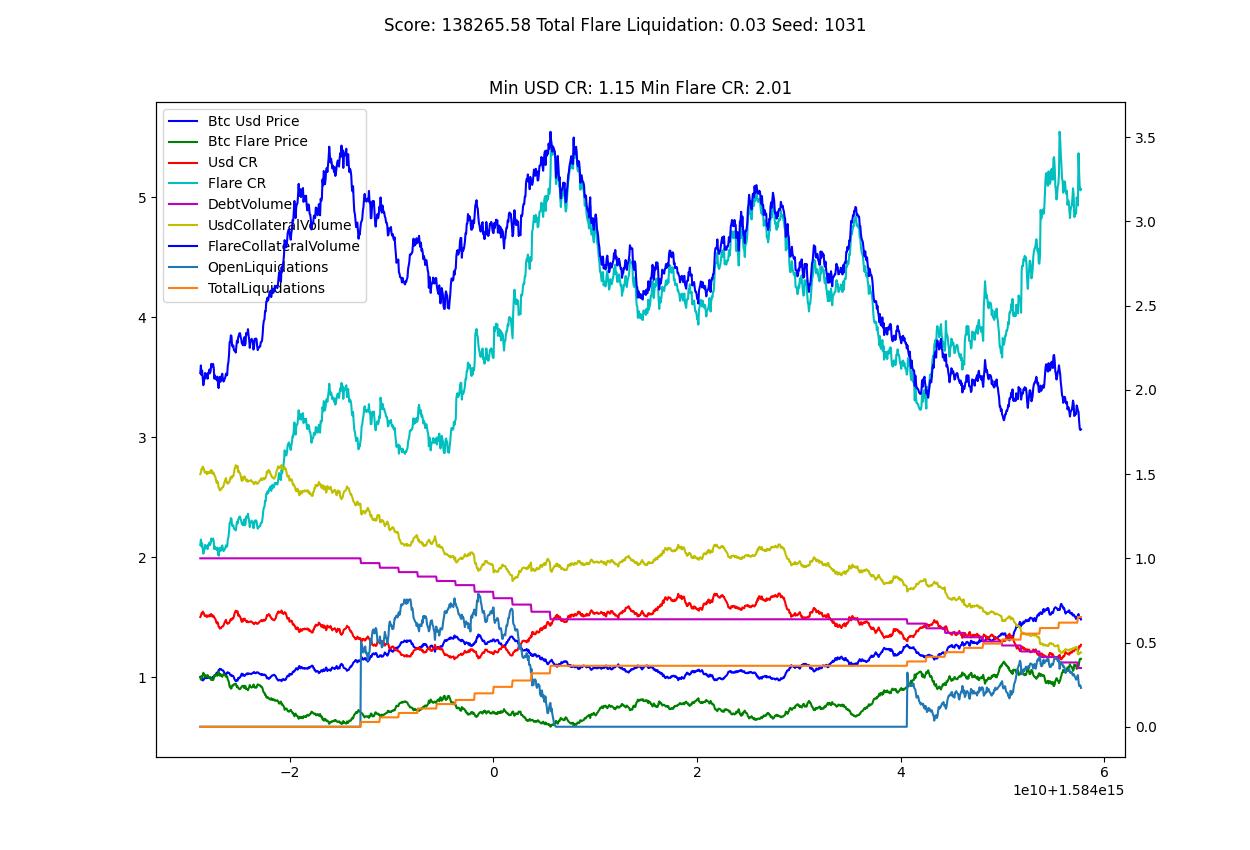 Score: 138265.58 Total Flare Liquidation: 0.03 Seed: 1031
Min USD CR: 1.15 Min Flare CR: 2.01
Btc Usd Price
Btc Flare Price
Usd CR
Flare CR
DebtVolume
UsdCollateralVolume
FlareCollateralVolume
OpenLiquidations
TotalLiquidations
5
4
3
2
1
3.5
3.0
2.5
2.0
1.5
1.0
0.5
0.0
−2
0
2
4
6
1e10+1.584e15